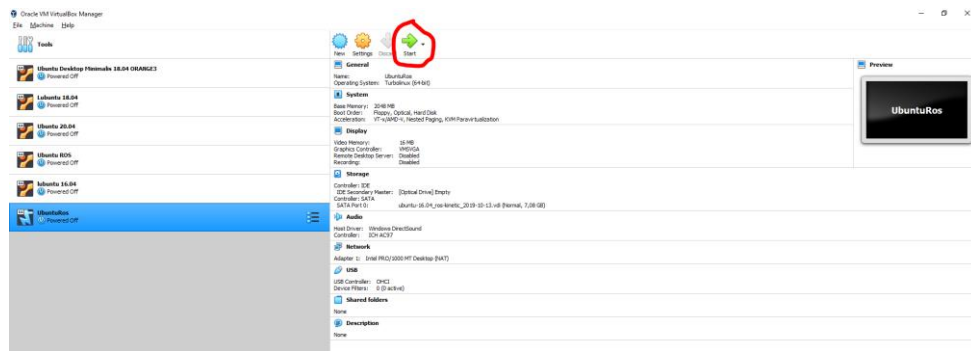 Oracle VM VirtualBox Manager
File Machine Help
Tools
New Settings Discard Start
Ubuntu Desktop Minimalis 18.04 ORANGE3
Powered Off
Lubuntu 18.04
Powered Off
Ubuntu 20.04
Powered Off
Ubuntu ROS
Powered Off
lubuntu 16.04
Powered Off
UbuntuRos
Powered Off
General
Name: UbuntuRos
Operating System: Turbolinux (64-bit)
System
Base Memory: 2048 MB
Boot Order: Floppy, Optical, Hard Disk
Acceleration: VT-x/AMD-V, Nested Paging, KVM Paravirtualization
Display
Video Memory: 16 MB
Graphics Controller: VMSVGA
Remote Desktop Server: Disabled
Recording: Disabled
Storage
Controller: IDE
IDE Secondary Master: [Optical Drive] Empty
Controller: SATA
SATA Port 0: ubuntu-16.04_ros-kinetic_2019-10-13.vdi (Normal, 7,08 GB)
Audio
Host Driver: Windows DirectSound
Controller: ICH AC97
Network
Adapter 1: Intel PRO/1000 MT Desktop (NAT)
USB
USB Controller: OHCI
Device Filters: 0 (0 active)
Shared folders
None
Description
None
Preview
UbuntuRos